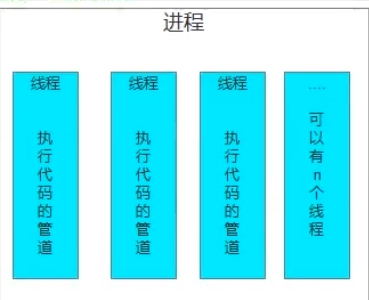 进程
线程
执行代码的管道
线程
执行代码的管道
线程
执行代码的管道
....
可以有n个线程